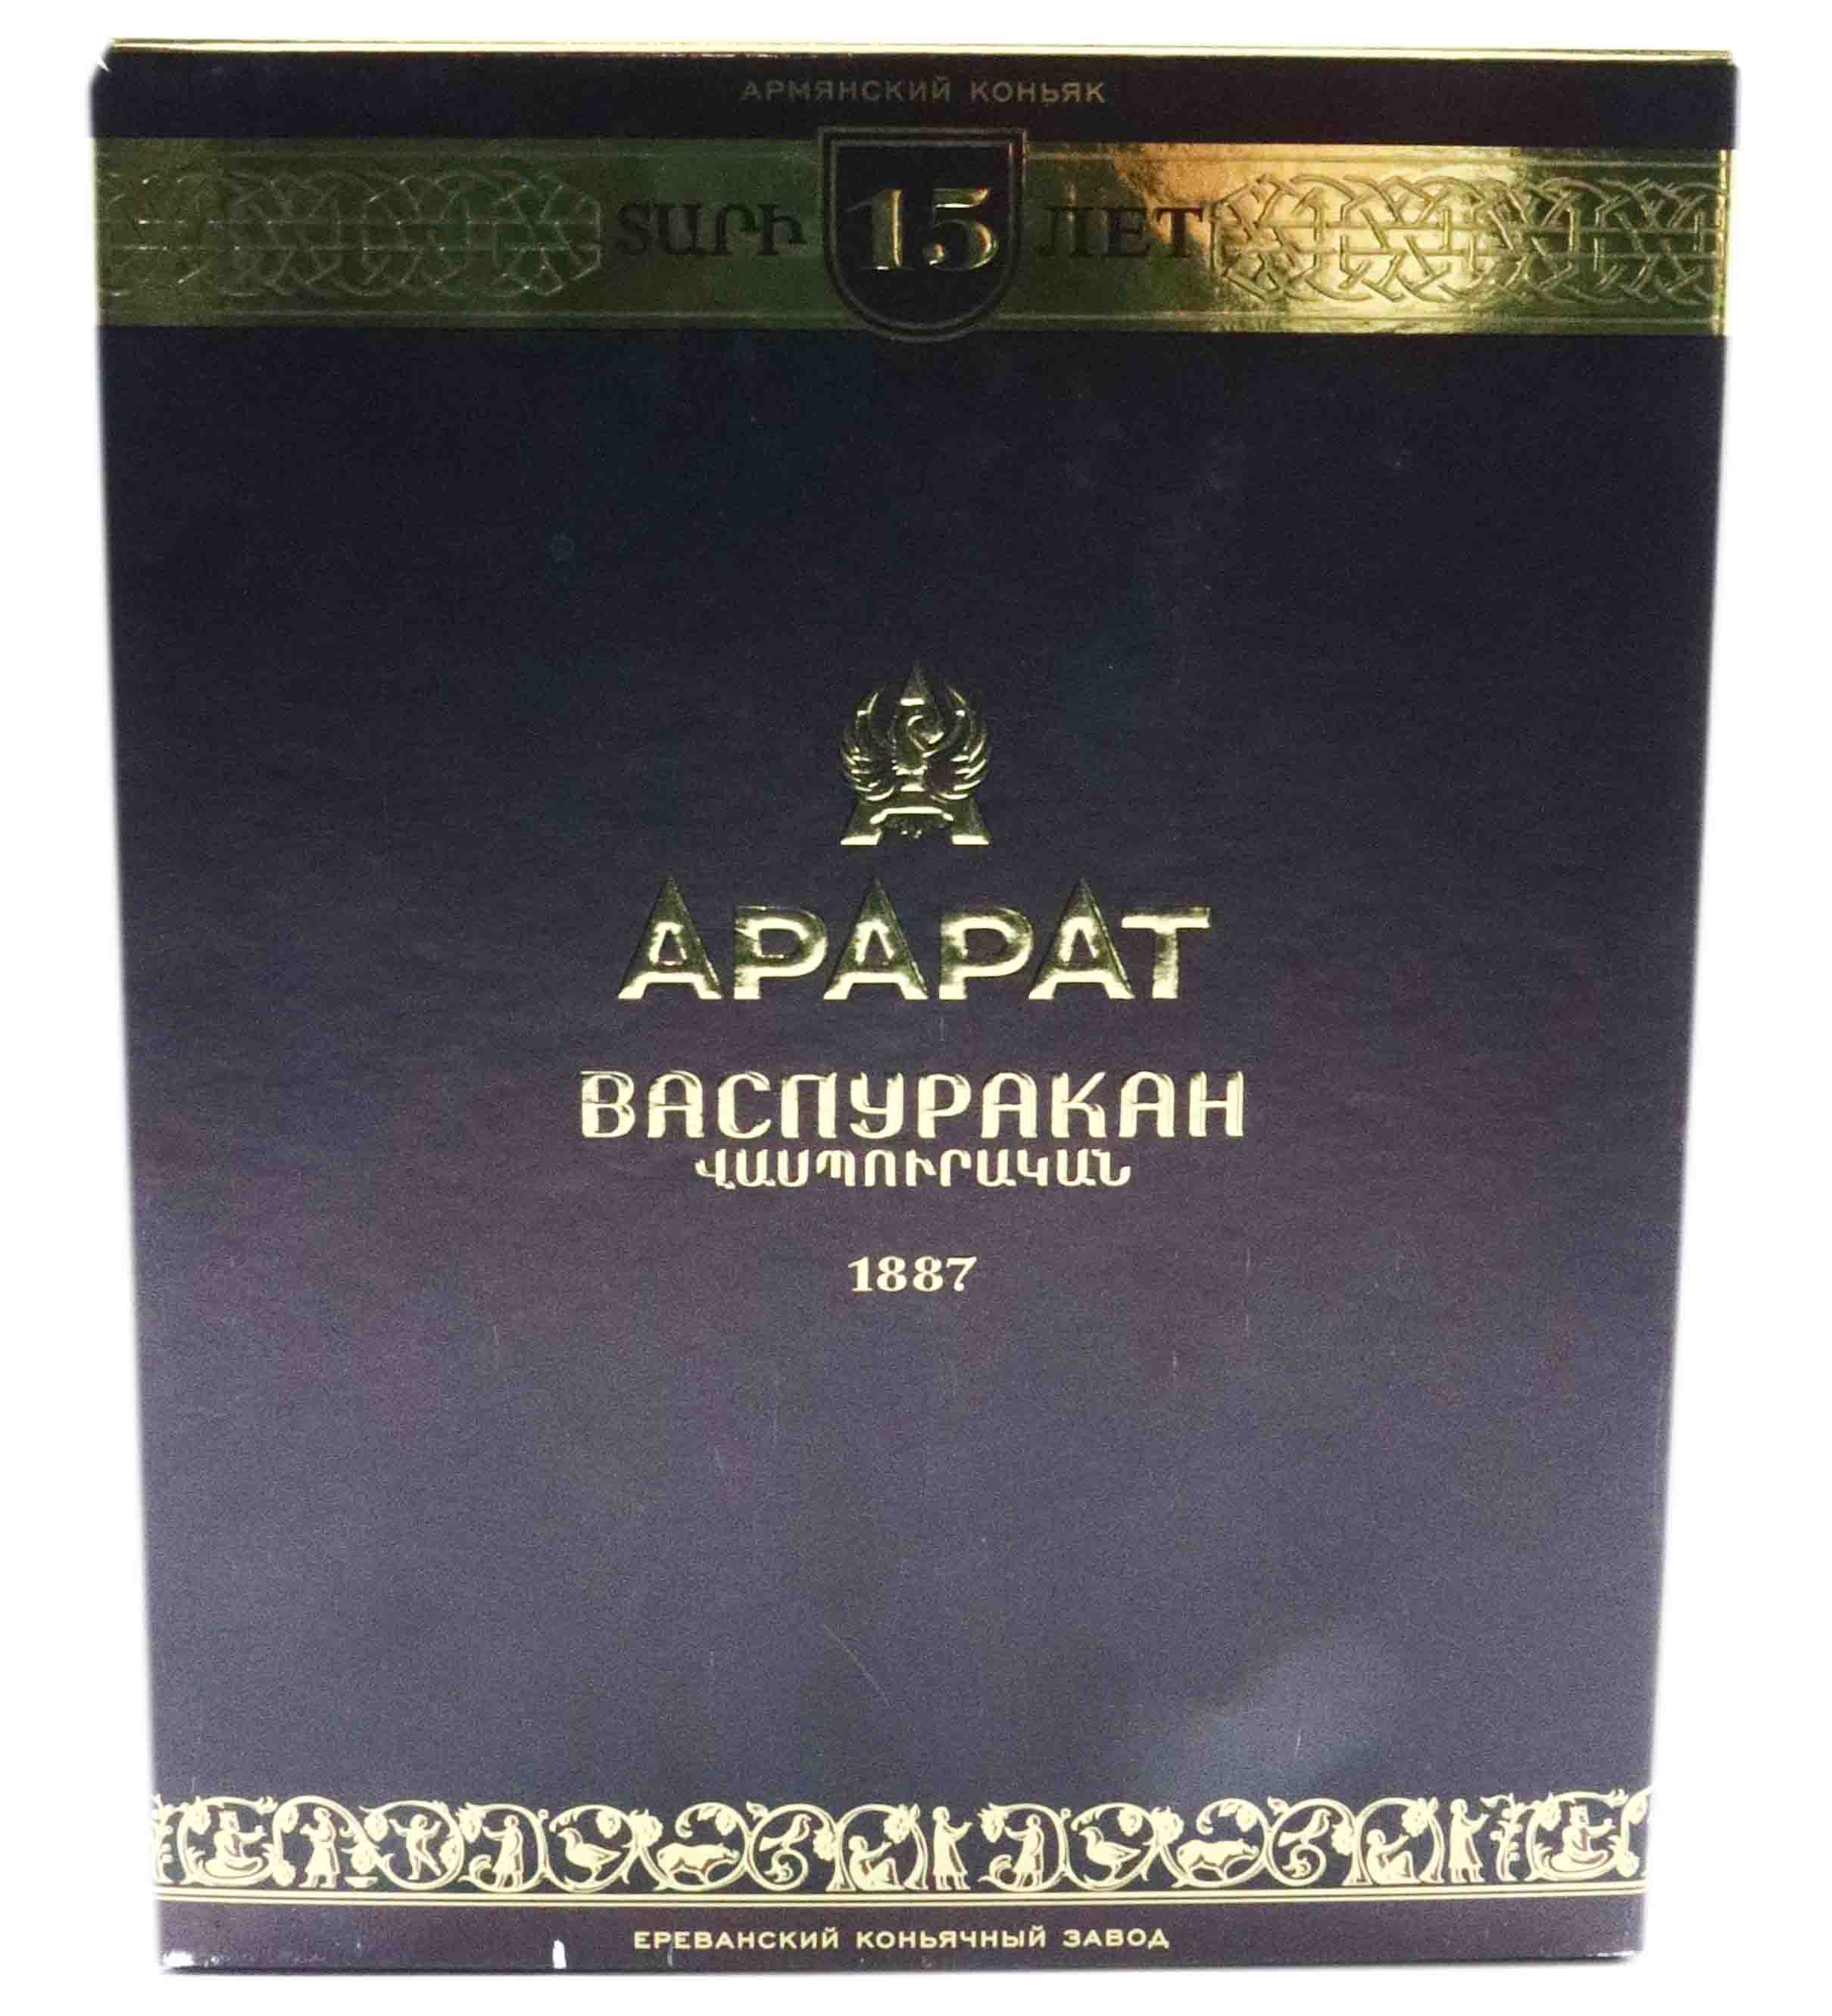 АРМЯНСКИЙ КОНЬЯК
ՏԱՐԻ 15 ЛЕТ
АРАРАТ
ВАСПУРАКАН
ՎԱՍՊՈՒՐԱԿԱՆ
1887
ЕРЕВАНСКИЙ КОНЬЯЧНЫЙ ЗАВОД